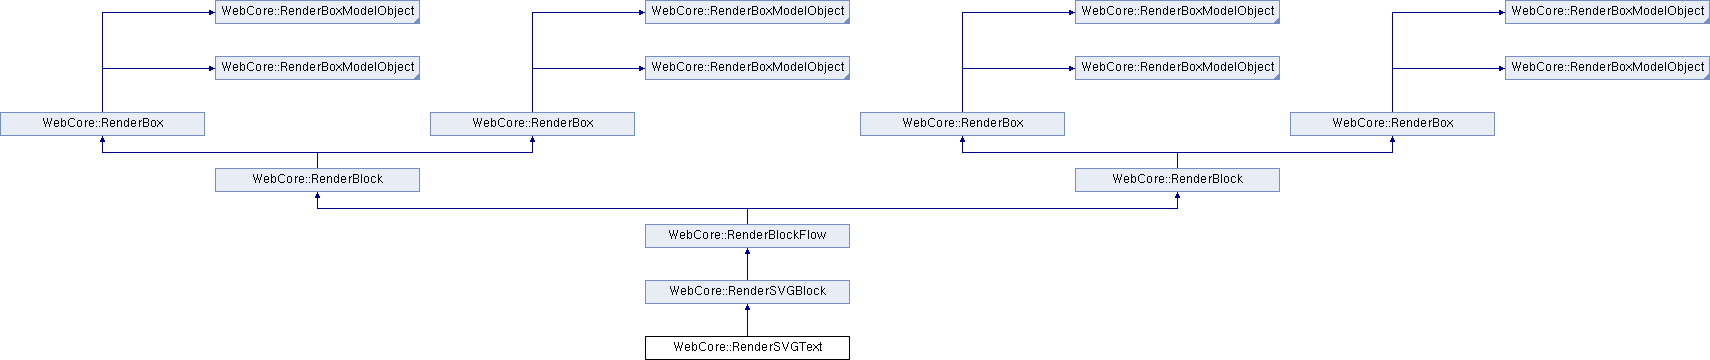 WebCore::RenderBoxModelObject
WebCore::RenderBoxModelObject
WebCore::RenderBoxModelObject
WebCore::RenderBoxModelObject
WebCore::RenderBoxModelObject
WebCore::RenderBoxModelObject
WebCore::RenderBoxModelObject
WebCore::RenderBoxModelObject
WebCore::RenderBox
WebCore::RenderBox
WebCore::RenderBox
WebCore::RenderBox
WebCore::RenderBlock
WebCore::RenderBlock
WebCore::RenderBlockFlow
WebCore::RenderSVGBlock
WebCore::RenderSVGText